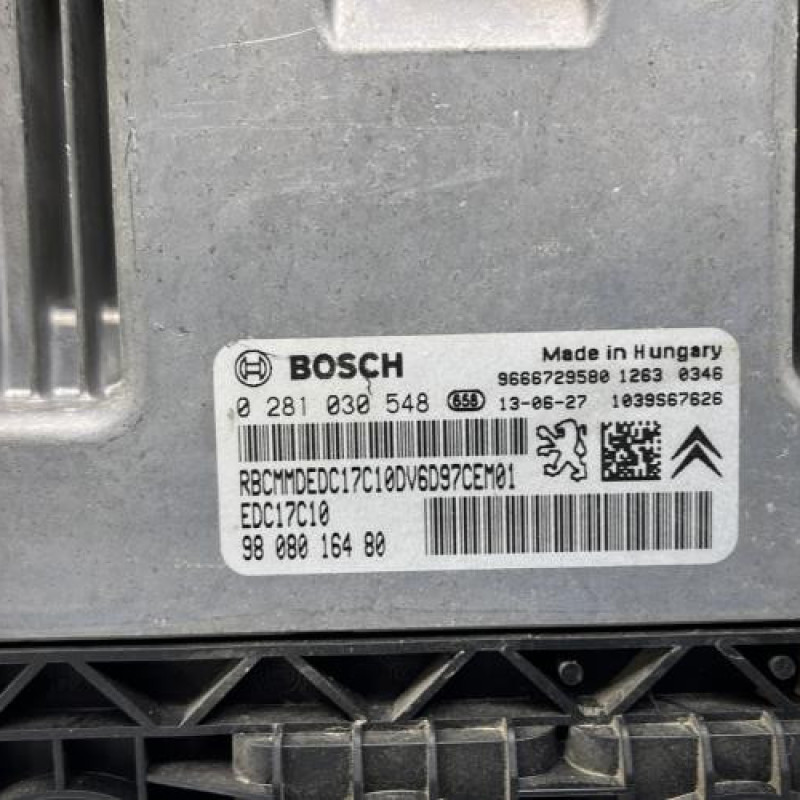 BOSCH
Made in Hungary
9666729580 1263 0346
0 281 030 548 658 13-06-27 1039S67626
RBCMMDEDC17C10DV6D97CEM01
EDC17C10
98 080 164 80